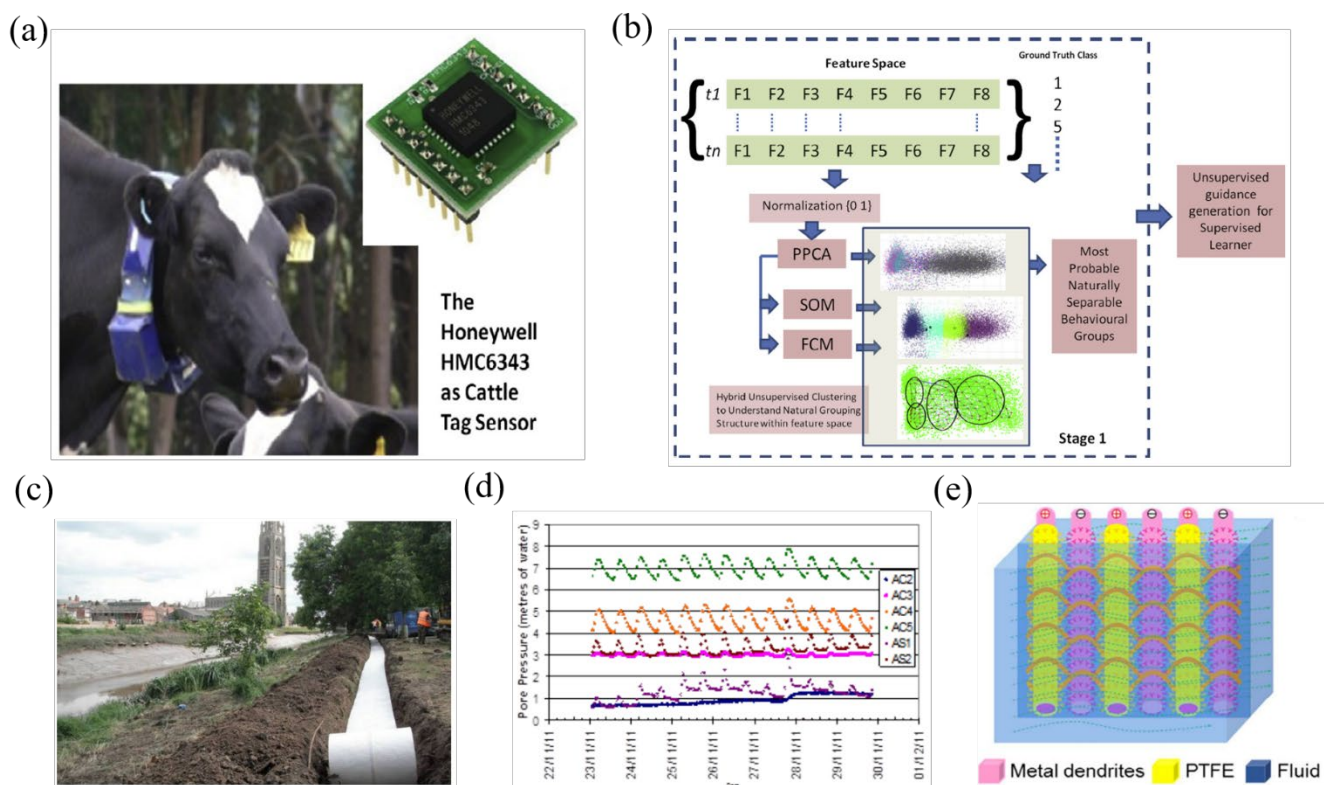 (a)
HMC6343
HONEYWELL
HMC6343
1048
The
Honeywell
HMC6343
as Cattle
Tag Sensor
(b)
Feature Space
Ground Truth Class
t1 F1 F2 F3 F4 F5 F6 F7 F8
1
2
5
tn F1 F2 F3 F4 F5 F6 F7 F8
Normalization {0 1}
PPCA
SOM
FCM
Hybrid Unsupervised Clustering
to Understand Natural Grouping
Structure within feature space
Most
Probable
Naturally
Separable
Behavioural
Groups
Stage 1
Unsupervised
guidance
generation for
Supervised
Learner
(c)
(d)
Pore Pressure (metres of water)
9
8
7
6
5
4
3
2
1
0
AC2
AC3
AC4
AC5
AS1
AS2
22/11/11
23/11/11
24/11/11
25/11/11
26/11/11
27/11/11
28/11/11
29/11/11
30/11/11
01/12/11
(e)
+ − + − + −
Metal dendrites PTFE Fluid